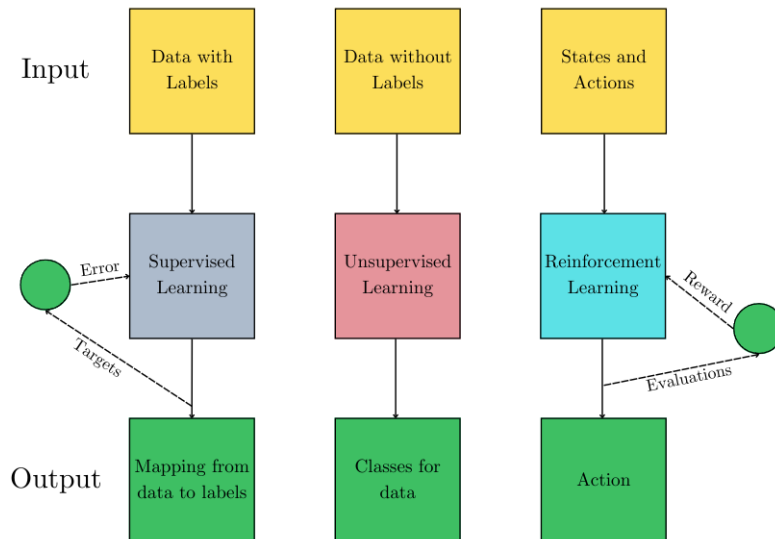 Input
Data with
Labels
Data without
Labels
States and
Actions
Error
Supervised
Learning
Unsupervised
Learning
Reinforcement
Learning
Reward
Targets
Evaluations
Output
Mapping from
data to labels
Classes for
data
Action